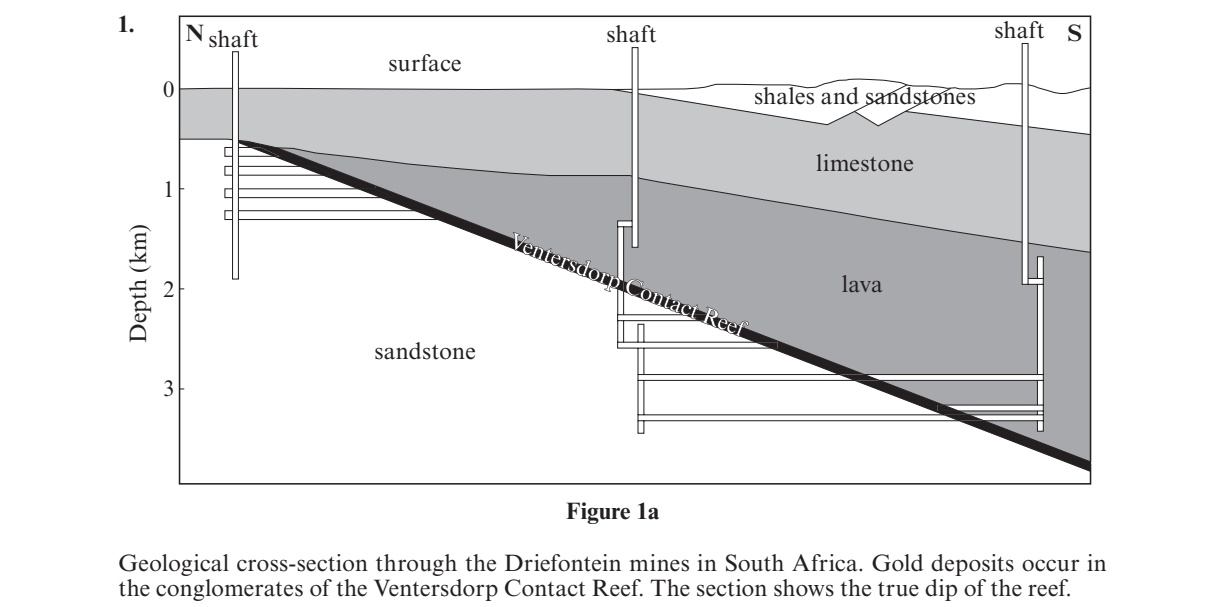 1.
N shaft
shaft
shaft S
surface
0
shales and sandstones
limestone
1
Depth (km)
Ventersdorp Contact Reef
lava
2
sandstone
3
Figure 1a
Geological cross-section through the Driefontein mines in South Africa. Gold deposits occur in
the conglomerates of the Ventersdorp Contact Reef. The section shows the true dip of the reef.